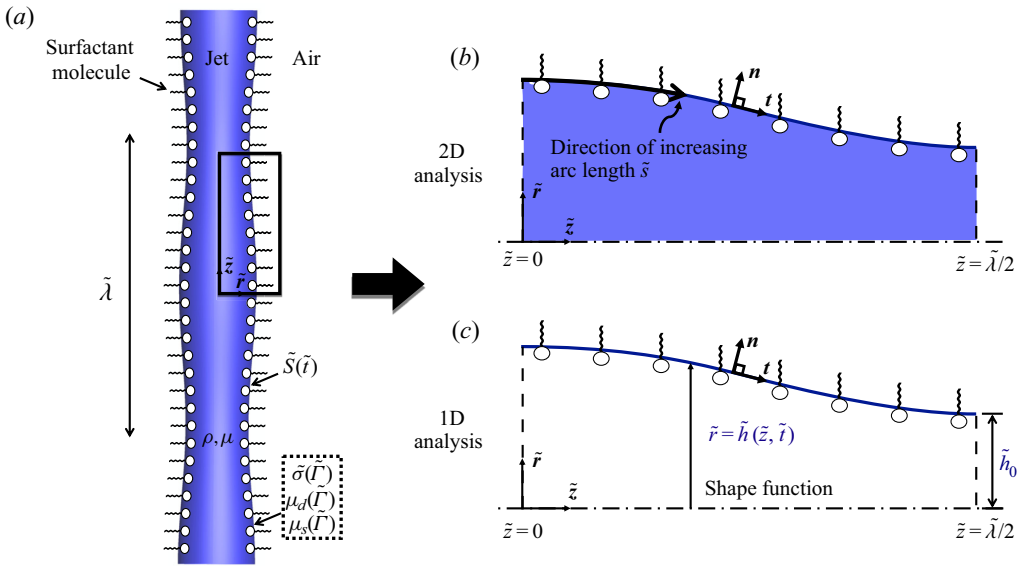 (a)
Surfactant
molecule
Jet
Air
z̃
r̃
λ̃
S̃(t̃)
ρ, μ
σ̃(Γ̃)
μ_d(Γ̃)
μ_s(Γ̃)
(b)
n
t
2D
analysis
Direction of increasing
arc length s̃
r̃
z̃
z̃ = 0
z̃ = λ̃/2
(c)
n
t
1D
analysis
r̃ = h̃(z̃, t̃)
r̃
z̃
Shape function
h̃₀
z̃ = 0
z̃ = λ̃/2